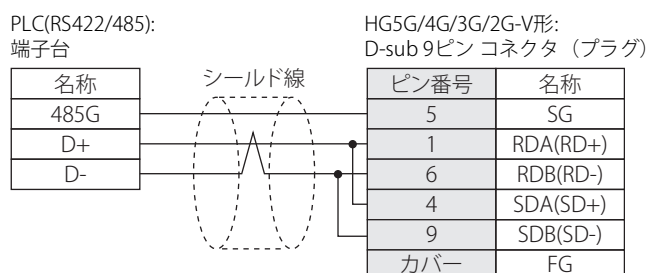 PLC(RS422/485):
端子台
HG5G/4G/3G/2G-V形:
D-sub 9ピン コネクタ（プラグ）
名称
シールド線
ピン番号 名称
485G
5 SG
D+
1 RDA(RD+)
D-
6 RDB(RD-)
4 SDA(SD+)
9 SDB(SD-)
カバー FG